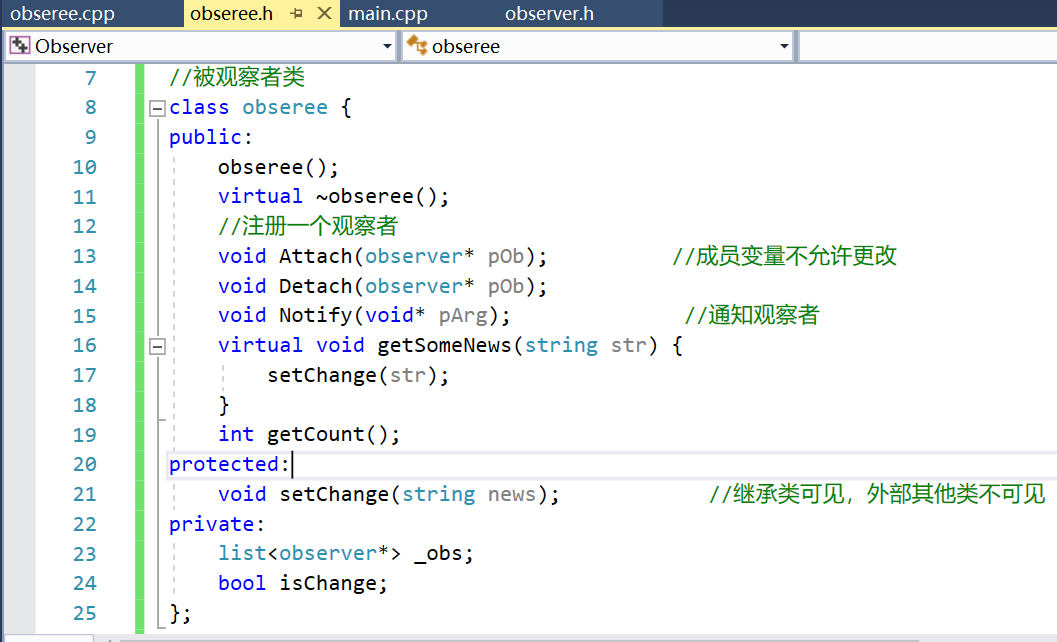 obseree.cpp obseree.h main.cpp observer.h
Observer obseree
7 //被观察者类
8 class obseree {
9 public:
10 obseree();
11 virtual ~obseree();
12 //注册一个观察者
13 void Attach(observer* pOb); //成员变量不允许更改
14 void Detach(observer* pOb);
15 void Notify(void* pArg); //通知观察者
16 virtual void getSomeNews(string str) {
17 setChange(str);
18 }
19 int getCount();
20 protected:
21 void setChange(string news); //继承类可见，外部其他类不可见
22 private:
23 list<observer*> _obs;
24 bool isChange;
25 };